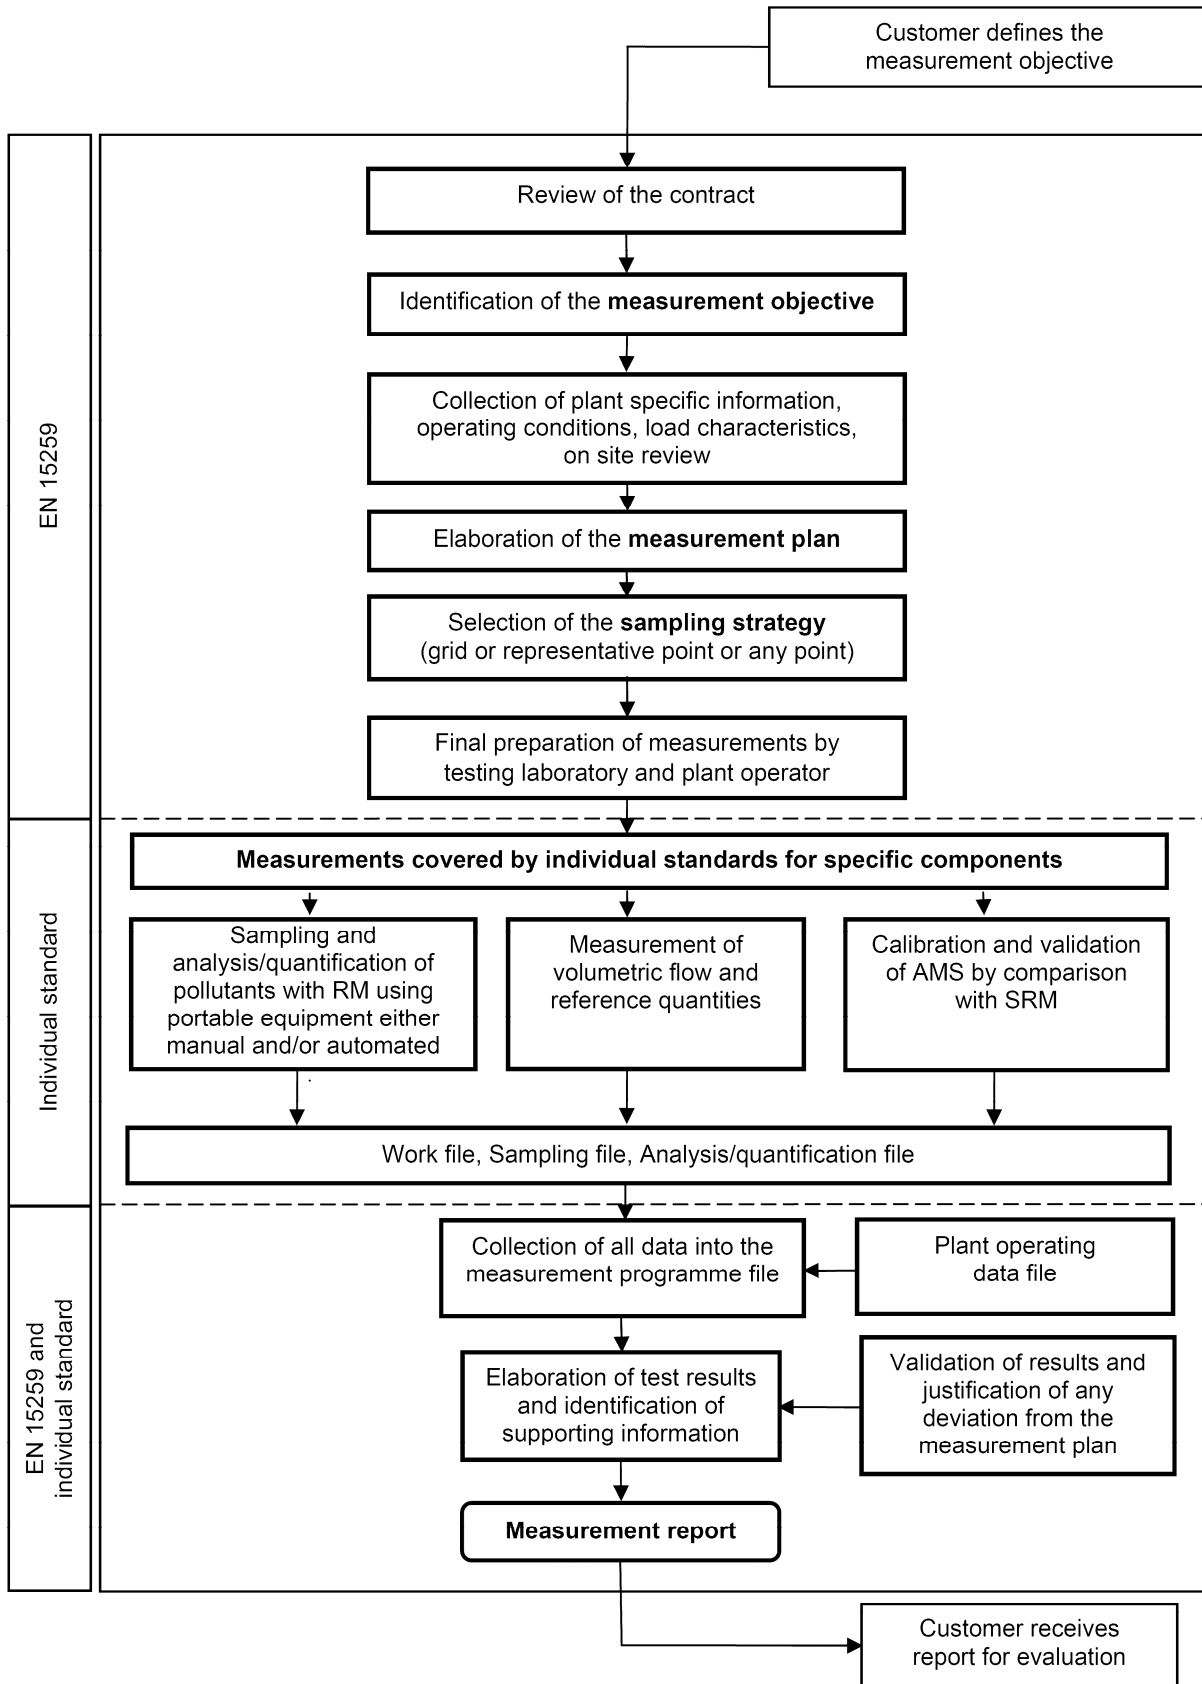 Customer defines the
measurement objective
EN 15259
Review of the contract
Identification of the measurement objective
Collection of plant specific information,
operating conditions, load characteristics,
on site review
Elaboration of the measurement plan
Selection of the sampling strategy
(grid or representative point or any point)
Final preparation of measurements by
testing laboratory and plant operator
Individual standard
Measurements covered by individual standards for specific components
Sampling and
analysis/quantification of
pollutants with RM using
portable equipment either
manual and/or automated
Measurement of
volumetric flow and
reference quantities
Calibration and validation
of AMS by comparison
with SRM
Work file, Sampling file, Analysis/quantification file
EN 15259 and
individual standard
Collection of all data into the
measurement programme file
Plant operating
data file
Elaboration of test results
and identification of
supporting information
Validation of results and
justification of any
deviation from the
measurement plan
Measurement report
Customer receives
report for evaluation